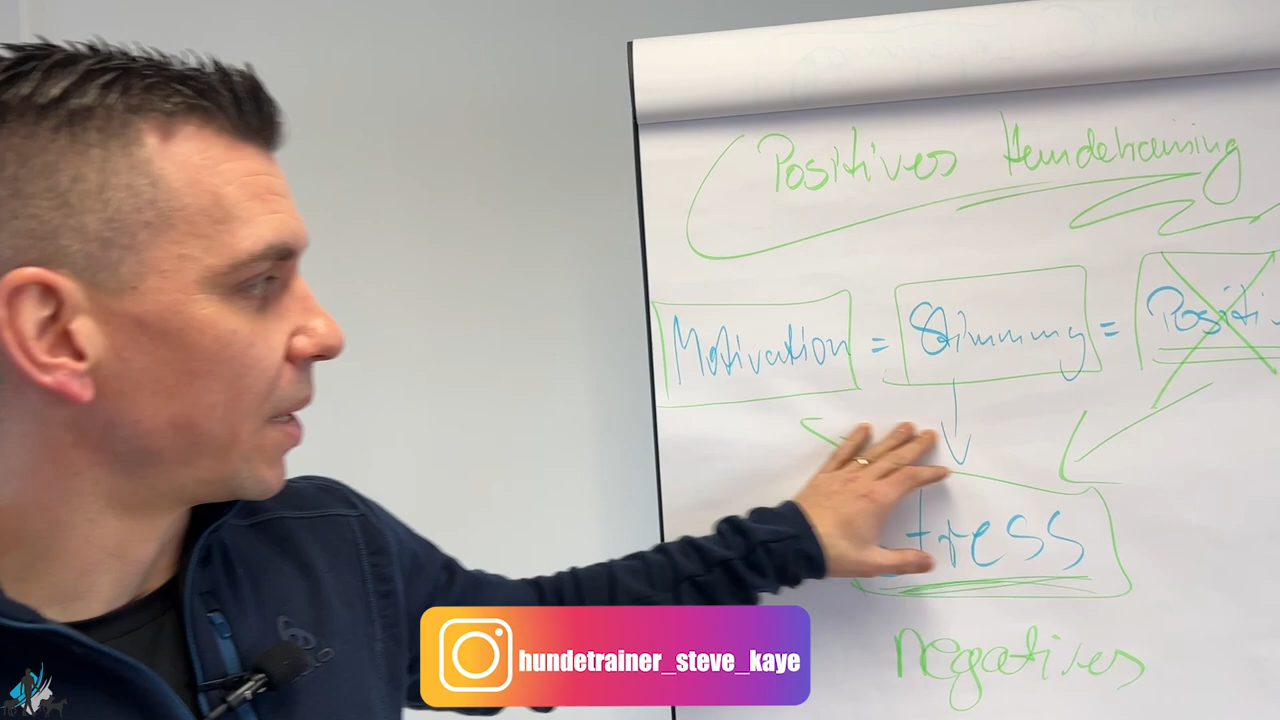 Positives Hundetraining
Motivation = Stimmung = Positi
Stress
negatives
hundetrainer_steve_kaye